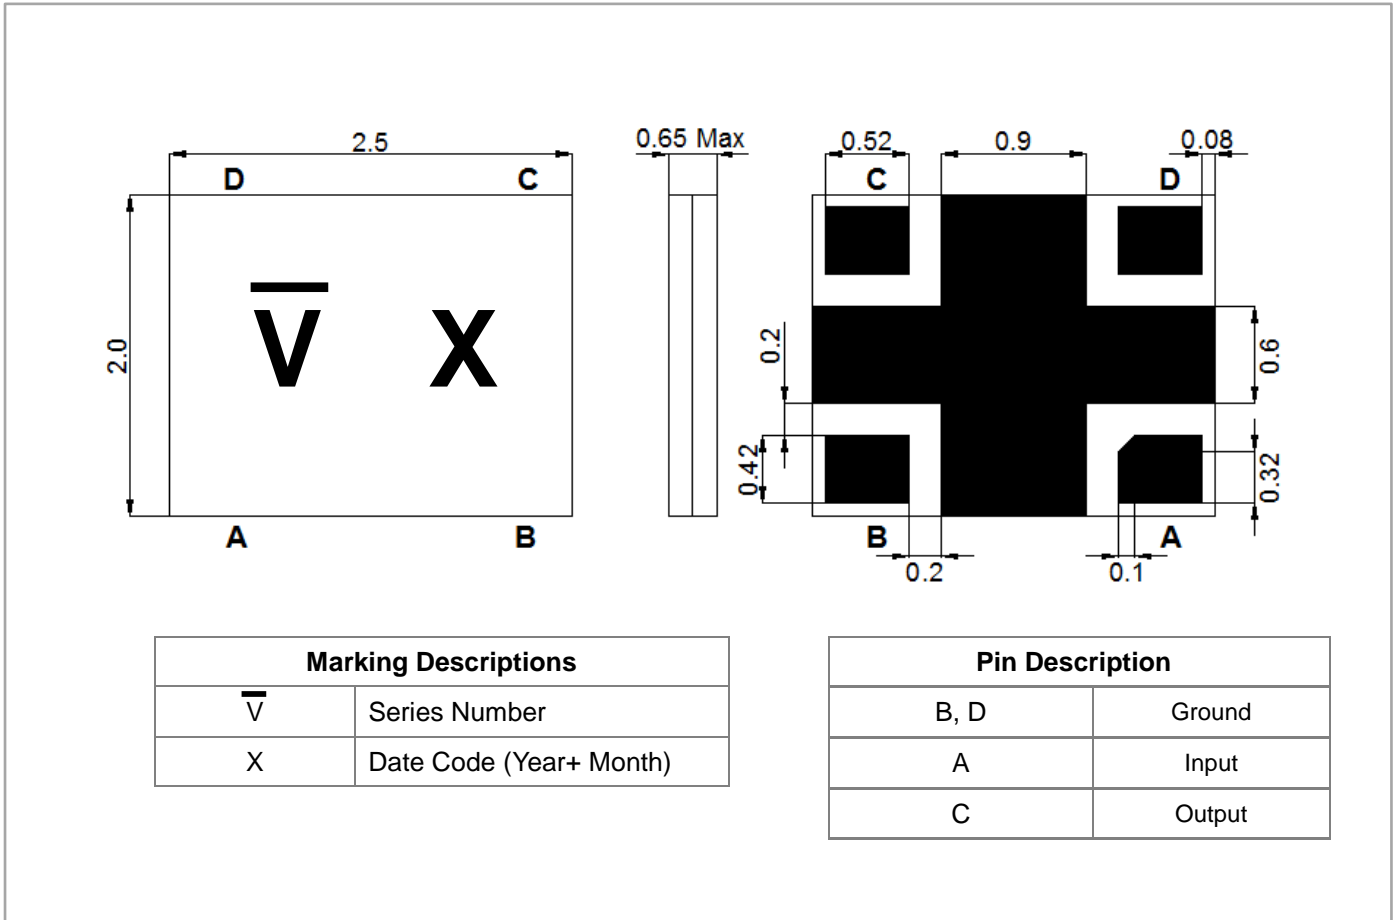 2.5
0.65 Max
0.52
0.9
0.08
D
C
C
D
V̅ X
2.0
0.2
0.6
0.42
0.32
A
B
B
A
0.2
0.1
Marking Descriptions
V̅ Series Number
X Date Code (Year+ Month)
Pin Description
B, D Ground
A Input
C Output